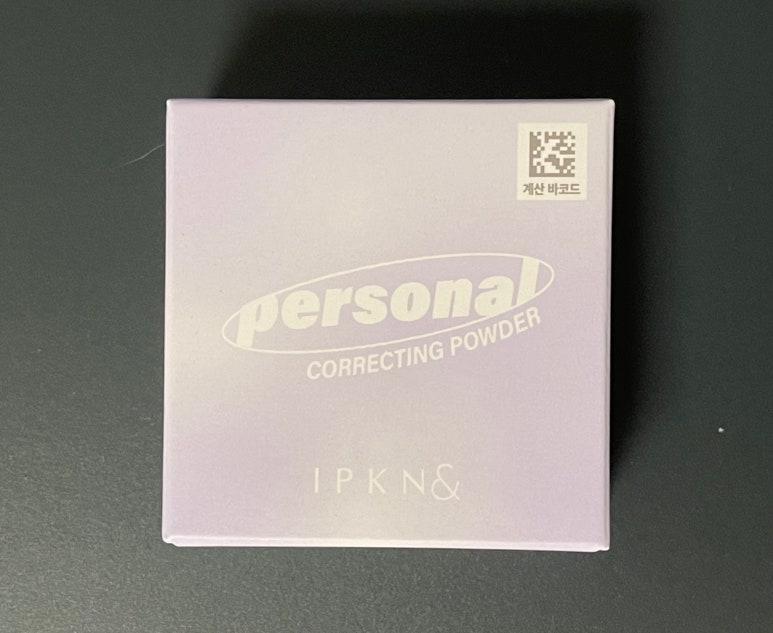 계산 바코드
personal
CORRECTING POWDER
IPKN&